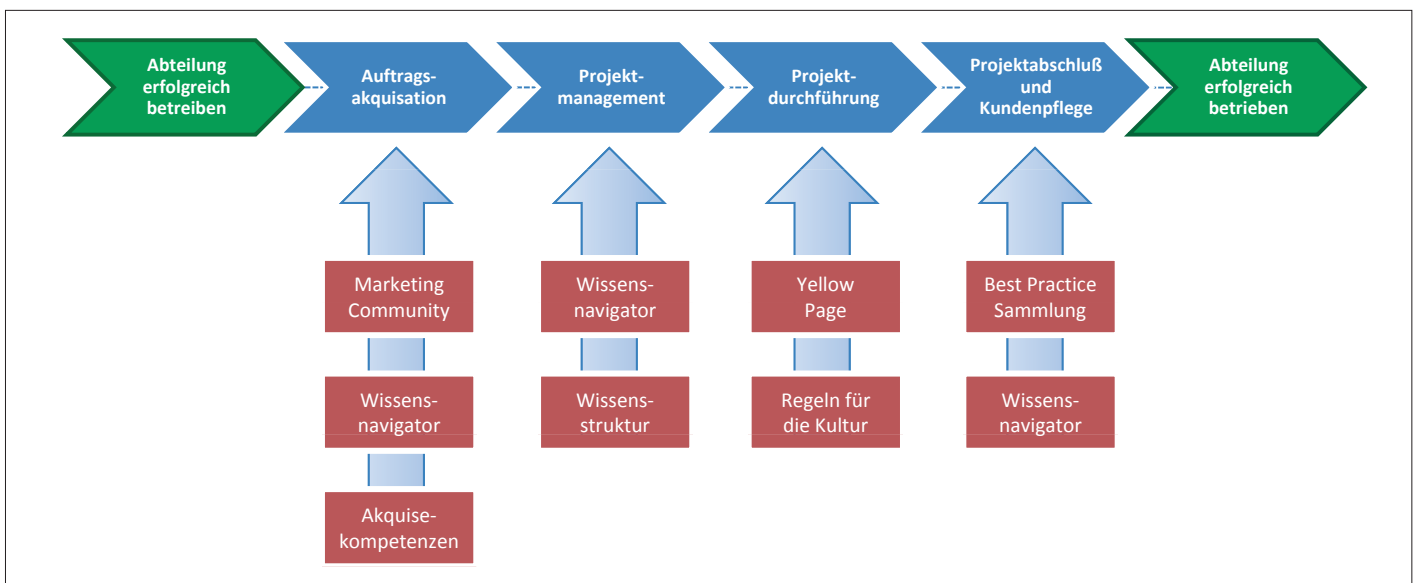 Abteilung
erfolgreich
betreiben
Auftrags-
akquisation
Projekt-
management
Projekt-
durchführung
Projektabschluß
und
Kundenpflege
Abteilung
erfolgreich
betrieben
Marketing
Community
Wissens-
navigator
Yellow
Page
Best Practice
Sammlung
Wissens-
navigator
Wissens-
struktur
Regeln für
die Kultur
Wissens-
navigator
Akquise-
kompetenzen